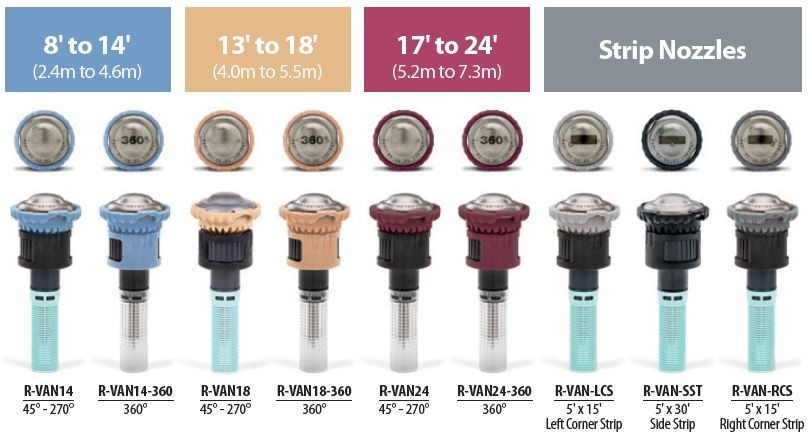 8' to 14'
(2.4m to 4.6m)
13' to 18'
(4.0m to 5.5m)
17' to 24'
(5.2m to 7.3m)
Strip Nozzles
360°
360°
360°
R-VAN14
45° - 270°
R-VAN14-360
360°
R-VAN18
45° - 270°
R-VAN18-360
360°
R-VAN24
45° - 270°
R-VAN24-360
360°
R-VAN-LCS
5' x 15'
Left Corner Strip
R-VAN-SST
5' x 30'
Side Strip
R-VAN-RCS
5' x 15'
Right Corner Strip